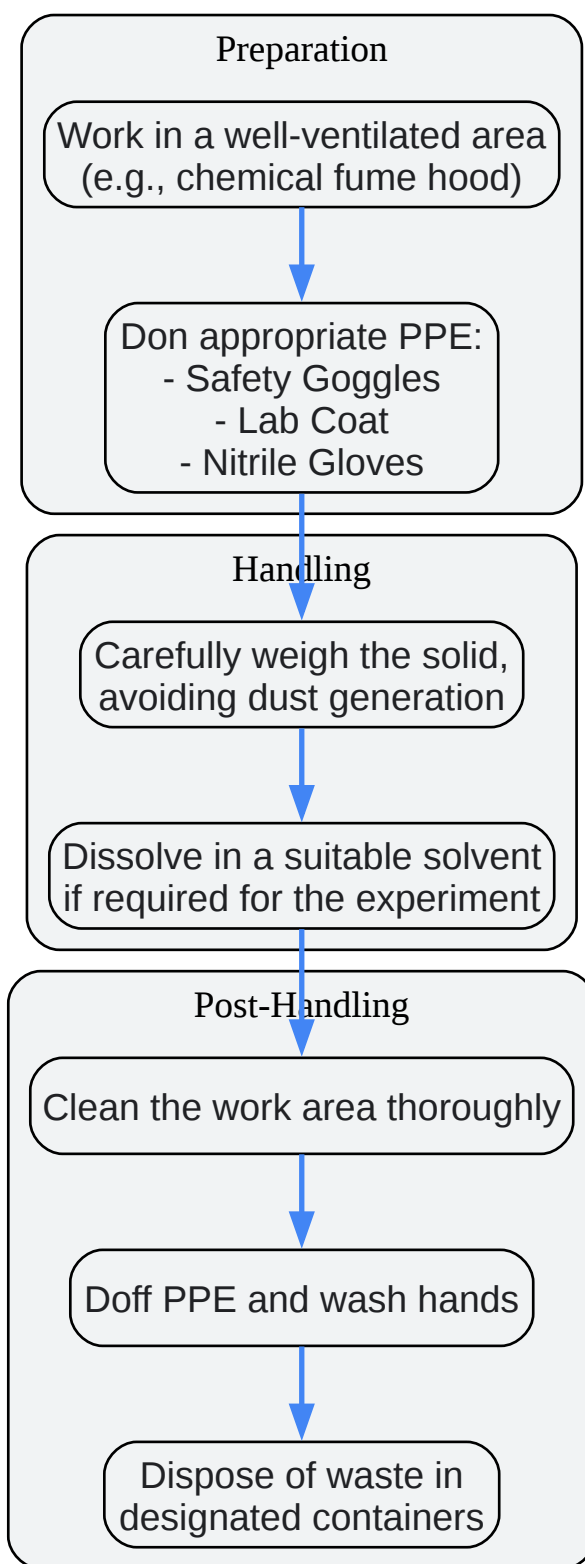 Preparation
Work in a well-ventilated area
(e.g., chemical fume hood)
Don appropriate PPE:
- Safety Goggles
- Lab Coat
- Nitrile Gloves
Handling
Carefully weigh the solid,
avoiding dust generation
Dissolve in a suitable solvent
if required for the experiment
Post-Handling
Clean the work area thoroughly
Doff PPE and wash hands
Dispose of waste in
designated containers